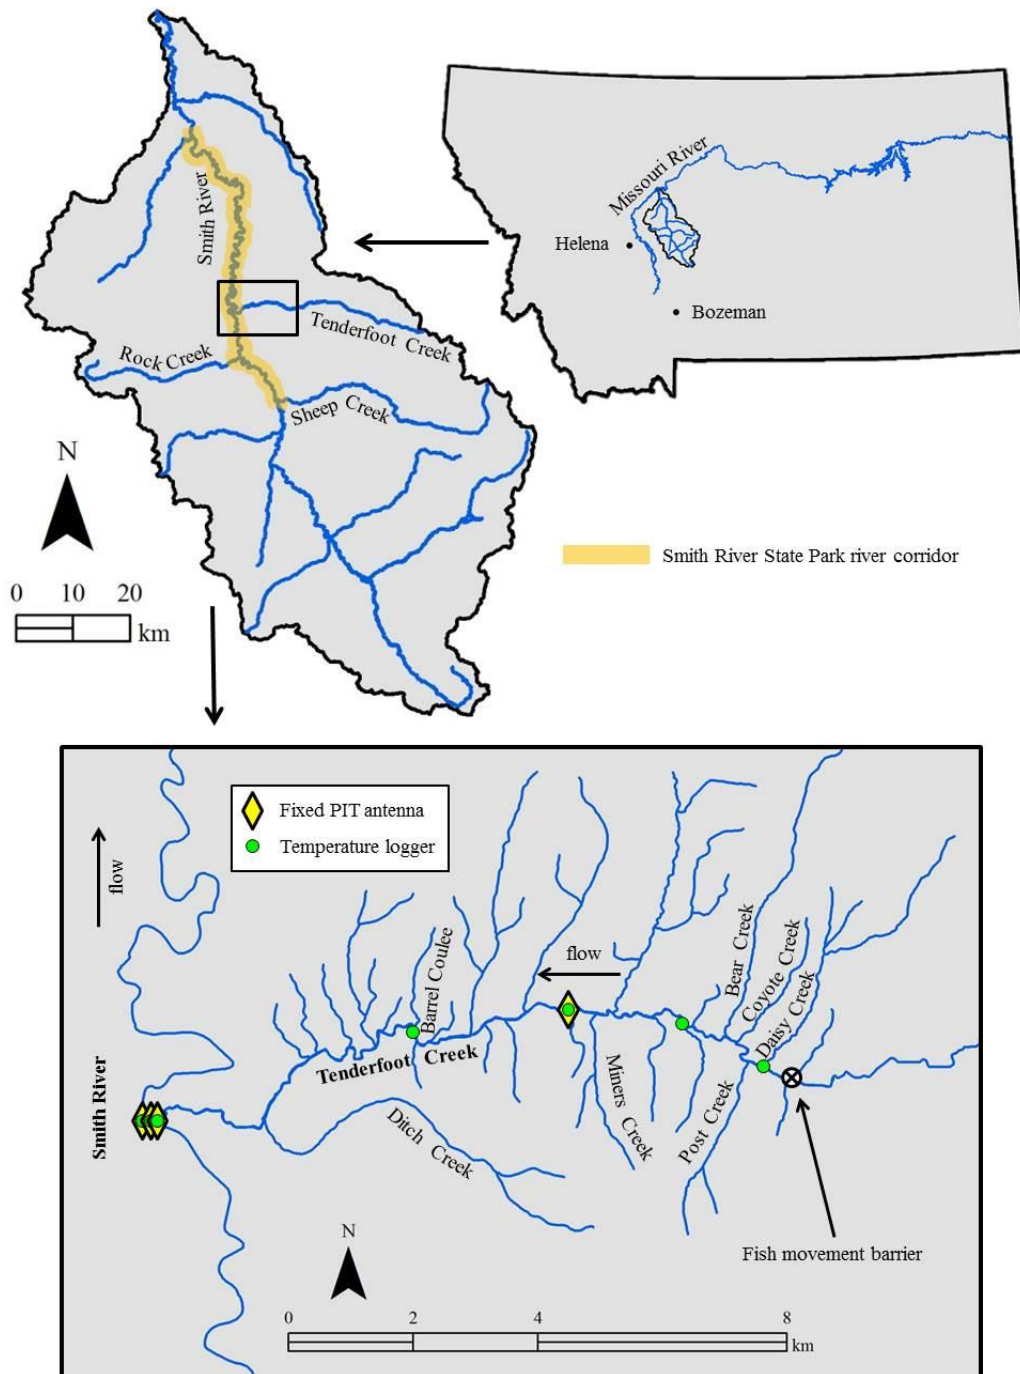 Smith River
Tenderfoot Creek
Rock Creek
Sheep Creek
N
0 10 20
km
Missouri River
Helena
Bozeman
Smith River State Park river corridor
Fixed PIT antenna
Temperature logger
flow
flow
Barrel Coulee
Bear Creek
Coyote Creek
Daisy Creek
Tenderfoot Creek
Smith River
Ditch Creek
Miners Creek
Post Creek
Fish movement barrier
N
0 2 4 8
km